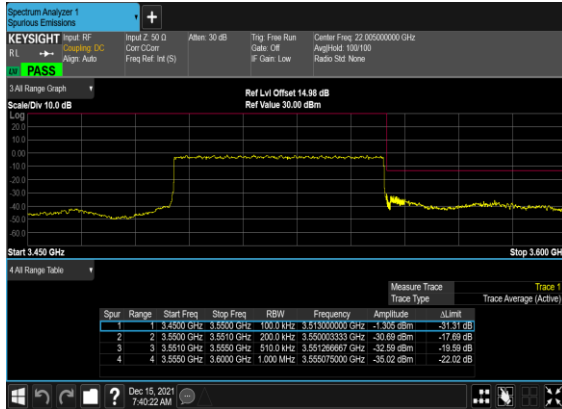 Spectrum Analyzer 1
Spurious Emissions
+
KEYSIGHT Input: RF Input Z: 50 Ω Atten: 30 dB Trig: Free Run Center Freq: 22.005000000 GHz
RL Coupling: DC Corr CCorr Gate: Off Avg|Hold: 100/100
Align: Auto Freq Ref: Int (S) IF Gain: Low Radio Std: None
PASS
3 All Range Graph Ref Lvl Offset 14.98 dB
Scale/Div 10.0 dB Ref Value 30.00 dBm
Log
20.0
10.0
0.00
-10.0
-20.0
-30.0
-40.0
-50.0
-60.0
Start 3.450 GHz Stop 3.600 GH
4 All Range Table
Measure Trace Trace 1
Trace Type Trace Average (Active)
Spur Range Start Freq Stop Freq RBW Frequency Amplitude ΔLimit
1 1 3.4500 GHz 3.5500 GHz 100.0 kHz 3.513000000 GHz -1.305 dBm -31.31 dB
2 2 3.5500 GHz 3.5510 GHz 200.0 kHz 3.550003333 GHz -30.69 dBm -17.69 dB
3 3 3.5510 GHz 3.5550 GHz 510.0 kHz 3.551266667 GHz -32.59 dBm -19.59 dB
4 4 3.5550 GHz 3.6000 GHz 1.000 MHz 3.555075000 GHz -35.02 dBm -22.02 dB
? Dec 15, 2021
7:40:22 AM